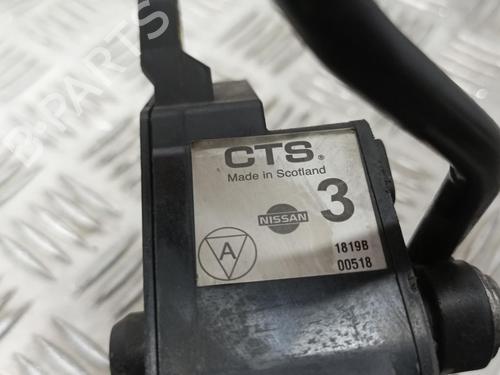 CTS®
Made in Scotland
NISSAN
3
A
1819B
00518
B-PARTS